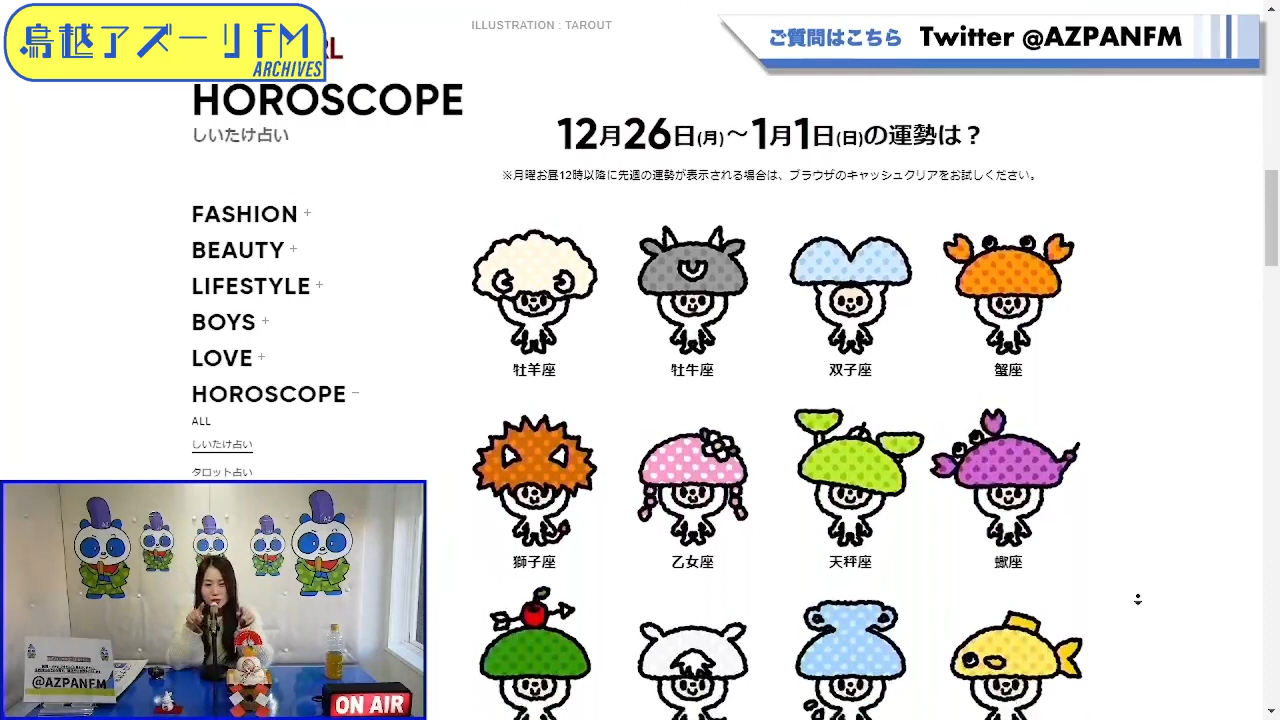 鳥越アズーリFM
ARCHIVES
ILLUSTRATION : TAROUT
ご質問はこちら Twitter @AZPANFM
HOROSCOPE
しいたけ占い
12月26日(月)～1月1日(日)の運勢は？
※月曜お昼12時以降に先週の運勢が表示される場合は、ブラウザのキャッシュクリアをお試しください。
FASHION +
BEAUTY +
LIFESTYLE +
BOYS +
LOVE +
HOROSCOPE −
ALL
しいたけ占い
タロット占い
牡羊座
牡牛座
双子座
蟹座
獅子座
乙女座
天秤座
蠍座
@AZPANFM
ON AIR